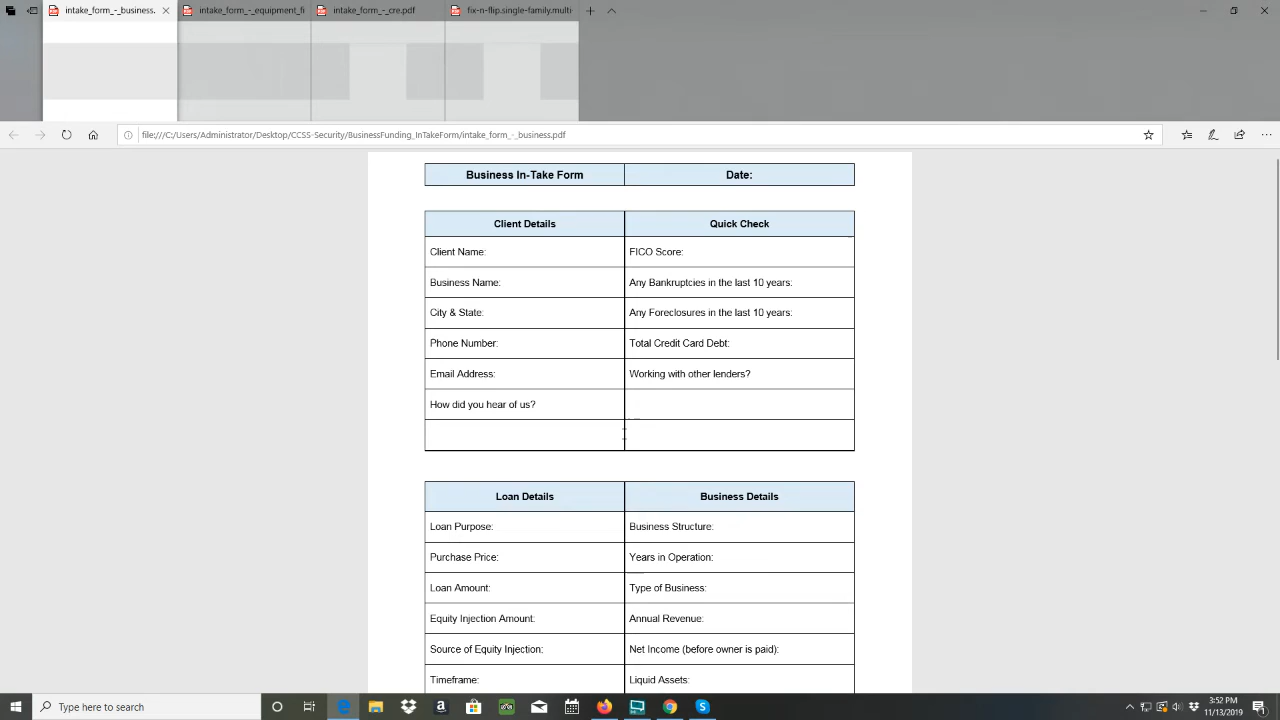 intake_form_-_business.
intake_form_-_equipment_fi
intake_form_-_cre.pdf
fix-n-flip.single-family.multi-
file:///C:/Users/Administrator/Desktop/CCSS-Security/BusinessFunding_InTakeForm/intake_form_-_business.pdf
Business In-Take Form Date:
Client Details Quick Check
Client Name: FICO Score:
Business Name: Any Bankruptcies in the last 10 years:
City & State: Any Foreclosures in the last 10 years:
Phone Number: Total Credit Card Debt:
Email Address: Working with other lenders?
How did you hear of us?
Loan Details Business Details
Loan Purpose: Business Structure:
Purchase Price: Years in Operation:
Loan Amount: Type of Business:
Equity Injection Amount: Annual Revenue:
Source of Equity Injection: Net Income (before owner is paid):
Timeframe: Liquid Assets:
Type here to search
3:52 PM
11/13/2019